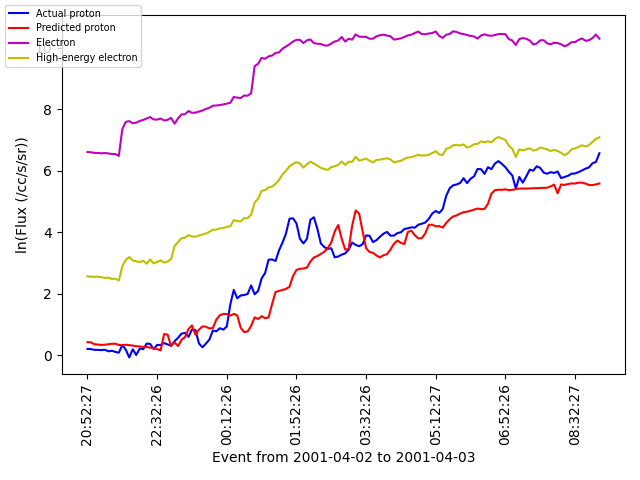 Actual proton
Predicted proton
Electron
High-energy electron
10
8
6
4
2
0
ln(Flux (/cc/s/sr))
20:52:27
22:32:26
00:12:26
01:52:26
03:32:26
05:12:27
06:52:26
08:32:27
Event from 2001-04-02 to 2001-04-03